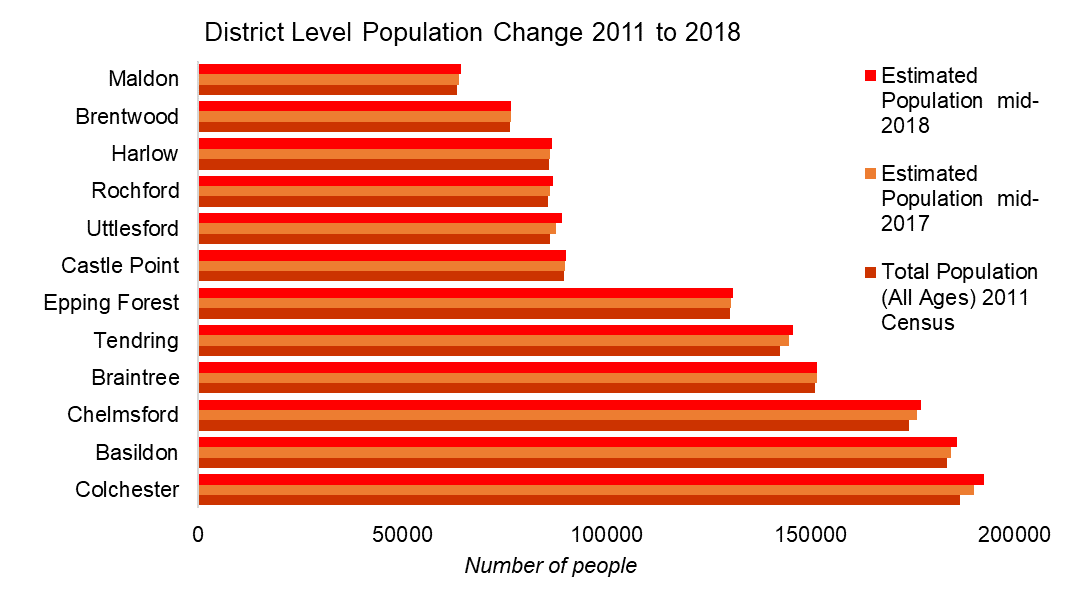 District Level Population Change 2011 to 2018
Maldon
Brentwood
Harlow
Rochford
Uttlesford
Castle Point
Epping Forest
Tendring
Braintree
Chelmsford
Basildon
Colchester
0 50000 100000 150000 200000
Number of people
Estimated
Population mid-
2018
Estimated
Population mid-
2017
Total Population
(All Ages) 2011
Census